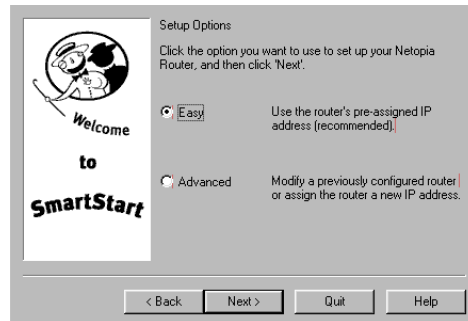 Setup Options
Click the option you want to use to set up your Netopia
Router, and then click 'Next'.
Easy
Use the router's pre-assigned IP
address (recommended).
Advanced
Modify a previously configured router
or assign the router a new IP address.
Welcome
to
SmartStart
< Back
Next >
Quit
Help